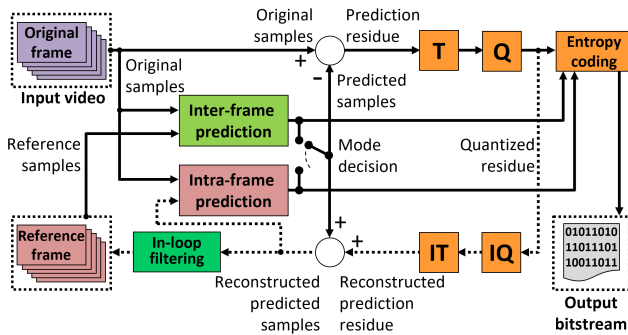 Original
frame
Input video
Original
samples
+
Prediction
residue
T
Q
Entropy
coding
Original
samples
−
Predicted
samples
Inter-frame
prediction
Reference
samples
Mode
decision
Quantized
residue
Intra-frame
prediction
Reference
frame
In-loop
filtering
+
+
IT
IQ
01011010
11011101
10011011
Reconstructed
predicted
samples
Reconstructed
prediction
residue
Output
bitstream